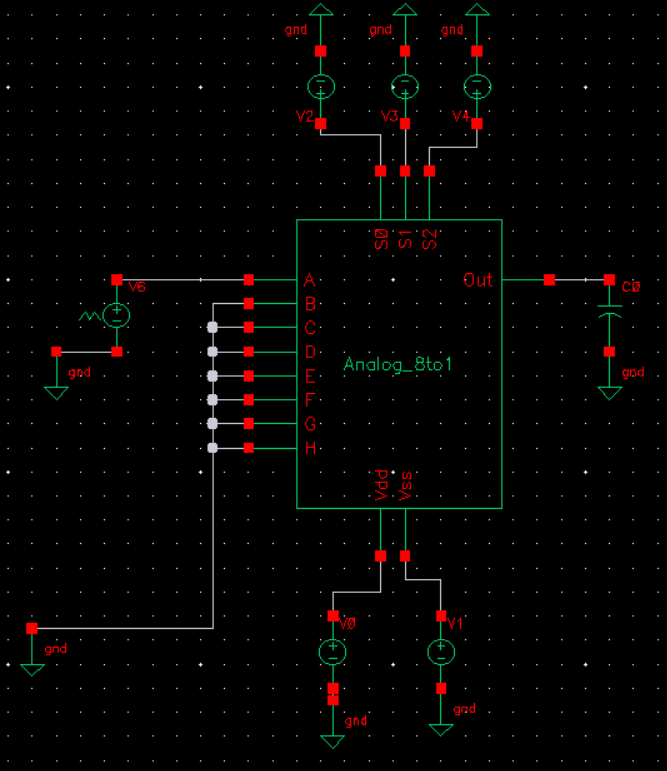 gnd gnd gnd
V2 V3 V4
S0 S1 S2
V6 A Out C0
B
C
D
gnd Analog_8to1 gnd
E
F
G
H
Vdd Vss
V0 V1
gnd
gnd
gnd